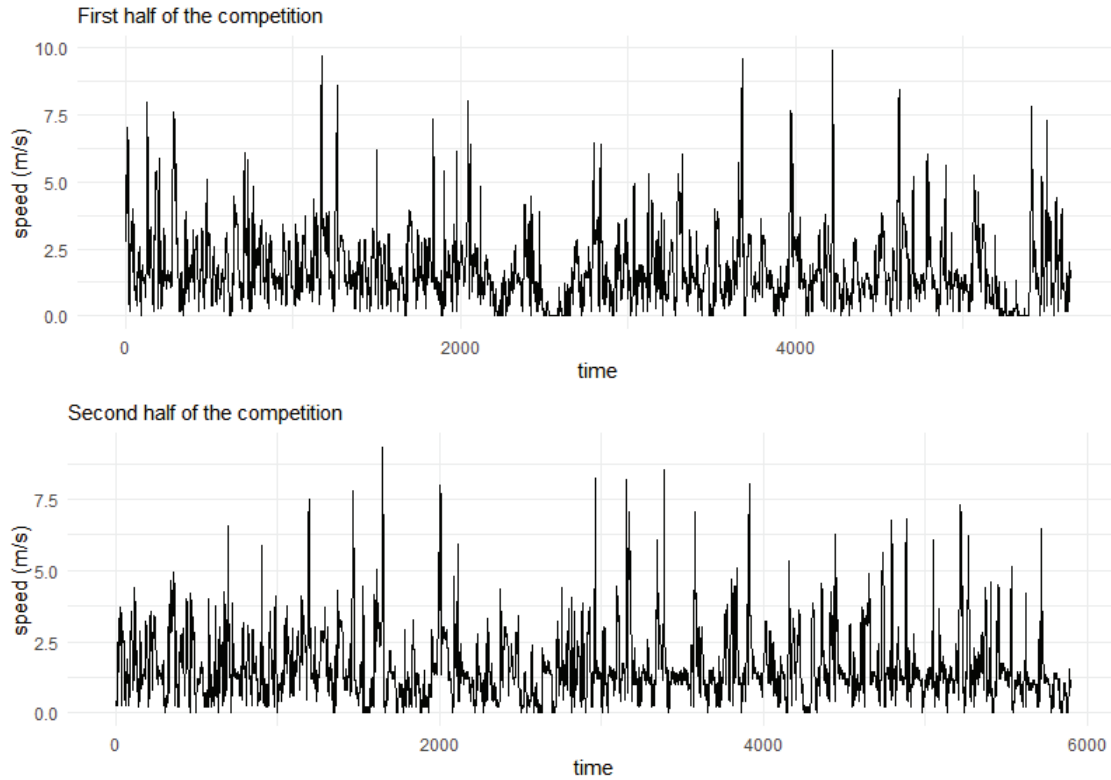 First half of the competition
10.0
7.5
5.0
2.5
0.0
speed (m/s)
0 2000 4000
time
Second half of the competition
7.5
5.0
2.5
0.0
speed (m/s)
0 2000 4000 6000
time